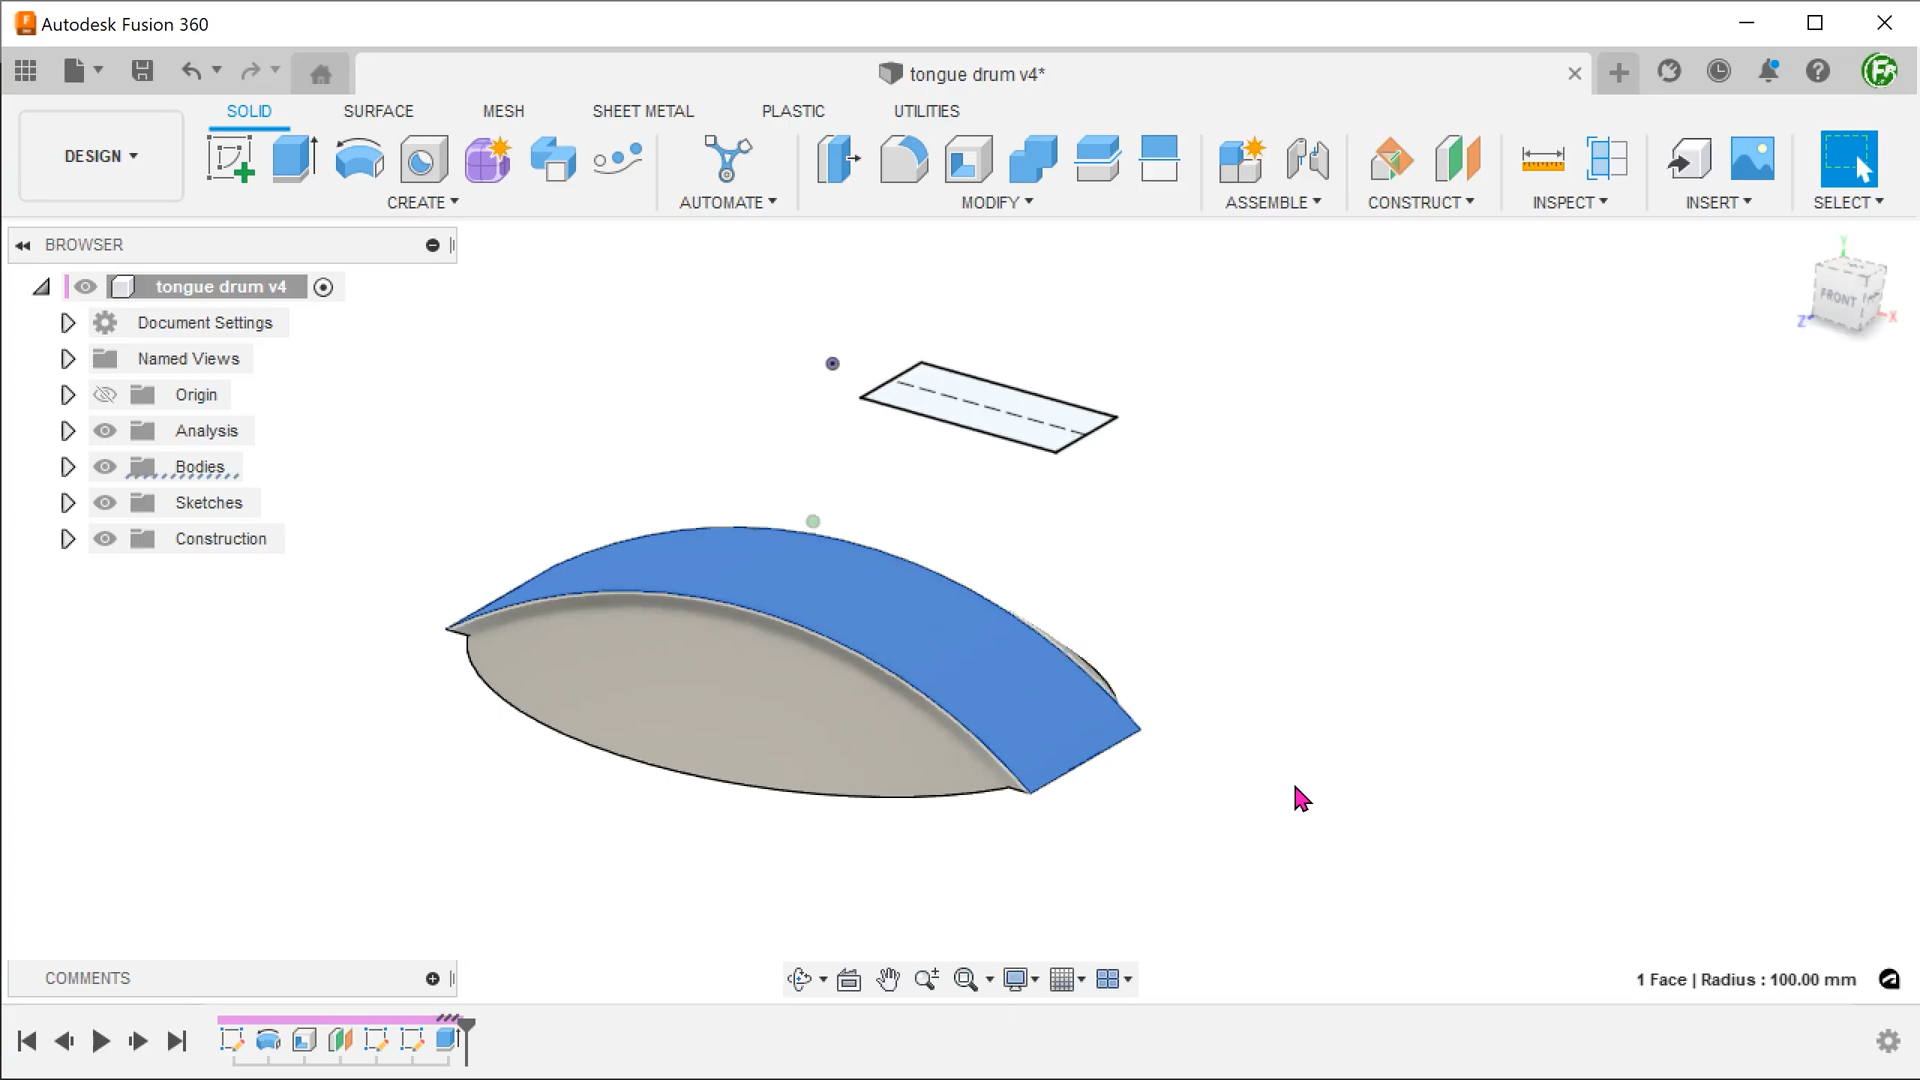 Autodesk Fusion 360
tongue drum v4*
SOLID SURFACE MESH SHEET METAL PLASTIC UTILITIES
DESIGN
CREATE AUTOMATE MODIFY ASSEMBLE CONSTRUCT INSPECT INSERT SELECT
BROWSER
tongue drum v4
Document Settings
Named Views
Origin
Analysis
Bodies
Sketches
Construction
Y
FRONT
Z
X
COMMENTS
1 Face | Radius : 100.00 mm